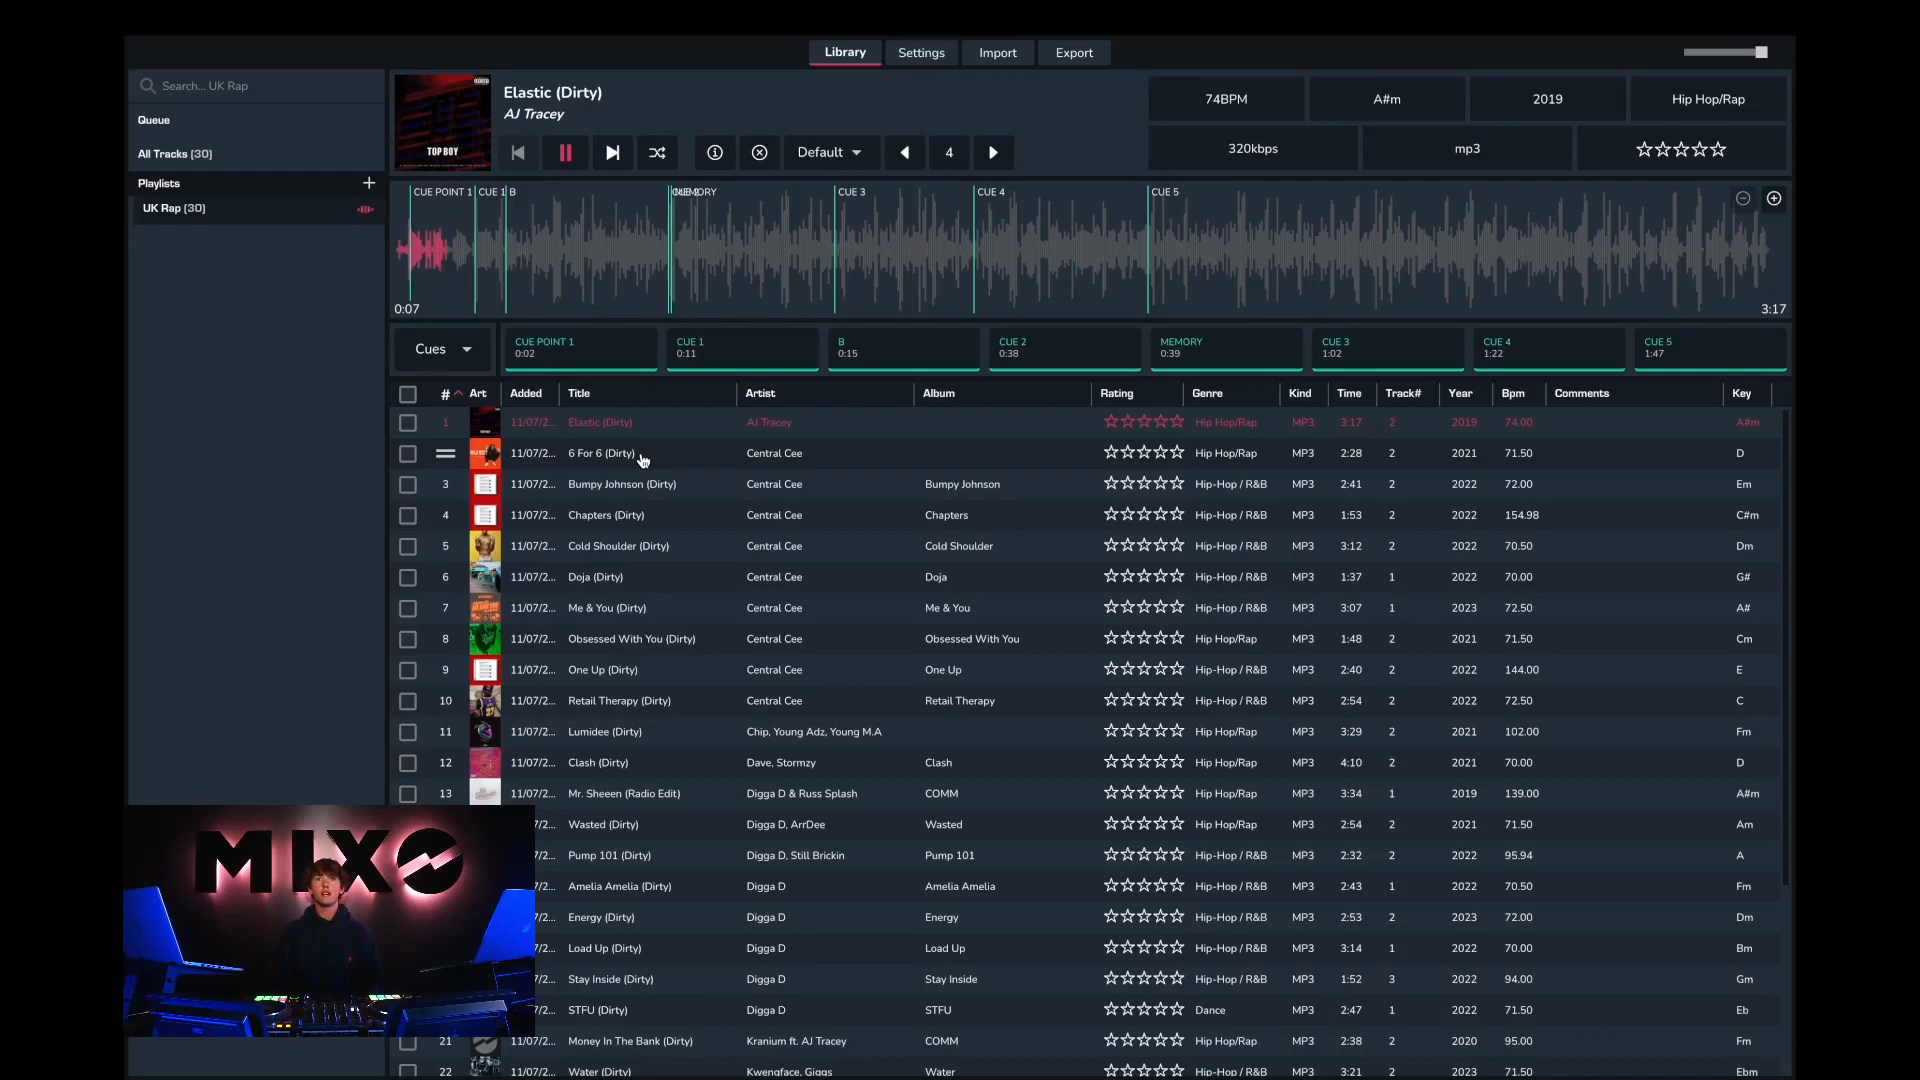 Library Settings Import Export
Search... UK Rap
Queue
All Tracks (30)
Playlists
UK Rap (30)
TOP BOY
Elastic (Dirty)
AJ Tracey
Default 4
74BPM A#m 2019 Hip Hop/Rap
320kbps mp3
CUE POINT 1 CUE 1 B MEMORY CUE 3 CUE 4 CUE 5
0:07 3:17
Cues
CUE POINT 1 CUE 1 B CUE 2 MEMORY CUE 3 CUE 4 CUE 5
0:02 0:11 0:15 0:38 0:39 1:02 1:22 1:47
# Art Added Title Artist Album Rating Genre Kind Time Track# Year Bpm Comments Key
1 11/07/2... Elastic (Dirty) AJ Tracey Hip Hop/Rap MP3 3:17 2 2019 74.00 A#m
11/07/2... 6 For 6 (Dirty) Central Cee Hip Hop/Rap MP3 2:28 2 2021 71.50 D
3 11/07/2... Bumpy Johnson (Dirty) Central Cee Bumpy Johnson Hip-Hop / R&B MP3 2:41 2 2022 72.00 Em
4 11/07/2... Chapters (Dirty) Central Cee Chapters Hip-Hop / R&B MP3 1:53 2 2022 154.98 C#m
5 11/07/2... Cold Shoulder (Dirty) Central Cee Cold Shoulder Hip-Hop / R&B MP3 3:12 2 2022 70.50 Dm
6 11/07/2... Doja (Dirty) Central Cee Doja Hip-Hop / R&B MP3 1:37 1 2022 70.00 G#
7 11/07/2... Me & You (Dirty) Central Cee Me & You Hip-Hop / R&B MP3 3:07 1 2023 72.50 A#
8 11/07/2... Obsessed With You (Dirty) Central Cee Obsessed With You Hip Hop/Rap MP3 1:48 2 2021 71.50 Cm
9 11/07/2... One Up (Dirty) Central Cee One Up Hip-Hop / R&B MP3 2:40 2 2022 144.00 E
10 11/07/2... Retail Therapy (Dirty) Central Cee Retail Therapy Hip-Hop / R&B MP3 2:54 2 2022 72.50 C
11 11/07/2... Lumidee (Dirty) Chip, Young Adz, Young M.A Hip Hop/Rap MP3 3:29 2 2021 102.00 Fm
12 11/07/2... Clash (Dirty) Dave, Stormzy Clash Hip Hop/Rap MP3 4:10 2 2021 70.00 D
13 11/07/2... Mr. Sheeen (Radio Edit) Digga D & Russ Splash COMM Hip Hop/Rap MP3 3:34 1 2019 139.00 A#m
7/2... Wasted (Dirty) Digga D, ArrDee Wasted Hip Hop/Rap MP3 2:54 2 2021 71.50 Am
7/2... Pump 101 (Dirty) Digga D, Still Brickin Pump 101 Hip-Hop / R&B MP3 2:32 2 2022 95.94 A
7/2... Amelia Amelia (Dirty) Digga D Amelia Amelia Hip-Hop / R&B MP3 2:43 1 2022 70.50 Fm
7/2... Energy (Dirty) Digga D Energy Hip-Hop / R&B MP3 2:53 2 2023 72.00 Dm
7/2... Load Up (Dirty) Digga D Load Up Hip-Hop / R&B MP3 3:14 1 2022 70.00 Bm
7/2... Stay Inside (Dirty) Digga D Stay Inside Hip-Hop / R&B MP3 1:52 3 2022 94.00 Gm
7/2... STFU (Dirty) Digga D STFU Dance MP3 2:47 1 2022 71.50 Eb
21 11/07/2... Money In The Bank (Dirty) Kranium ft. AJ Tracey COMM Hip Hop/Rap MP3 2:38 2 2020 95.00 Fm
22 11/07/2... Water (Dirty) Kwengface, Giggs Water Hip-Hop / R&B MP3 3:21 2 2023 71.50 Ebm
MIXO